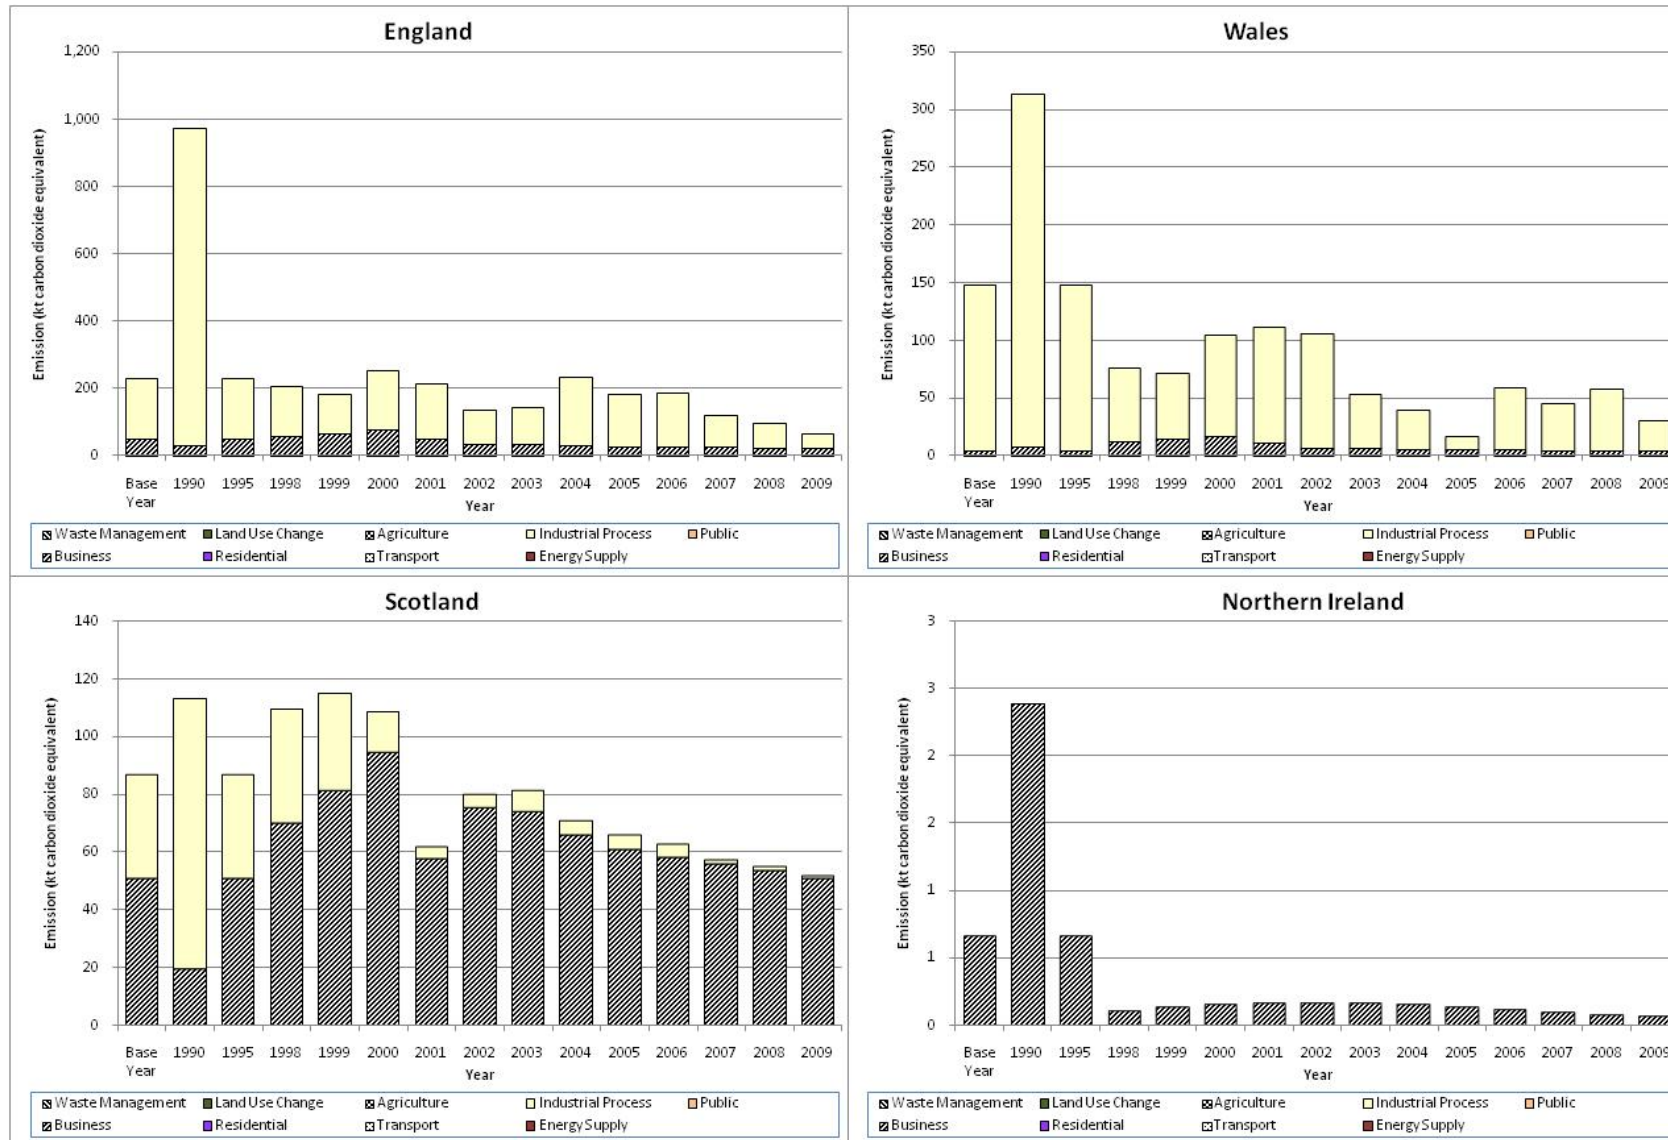 England
1,200
1,000
800
600
400
200
0
Emission (kt carbon dioxide equivalent)
Base Year 1990 1995 1998 1999 2000 2001 2002 2003 2004 2005 2006 2007 2008 2009
Year
Waste Management Land Use Change Agriculture Industrial Process Public
Business Residential Transport Energy Supply
Wales
350
300
250
200
150
100
50
0
Emission (kt carbon dioxide equivalent)
Base Year 1990 1995 1998 1999 2000 2001 2002 2003 2004 2005 2006 2007 2008 2009
Year
Waste Management Land Use Change Agriculture Industrial Process Public
Business Residential Transport Energy Supply
Scotland
140
120
100
80
60
40
20
0
Emission (kt carbon dioxide equivalent)
Base Year 1990 1995 1998 1999 2000 2001 2002 2003 2004 2005 2006 2007 2008 2009
Year
Waste Management Land Use Change Agriculture Industrial Process Public
Business Residential Transport Energy Supply
Northern Ireland
3
3
2
2
1
1
0
Emission (kt carbon dioxide equivalent)
Base Year 1990 1995 1998 1999 2000 2001 2002 2003 2004 2005 2006 2007 2008 2009
Year
Waste Management Land Use Change Agriculture Industrial Process Public
Business Residential Transport Energy Supply